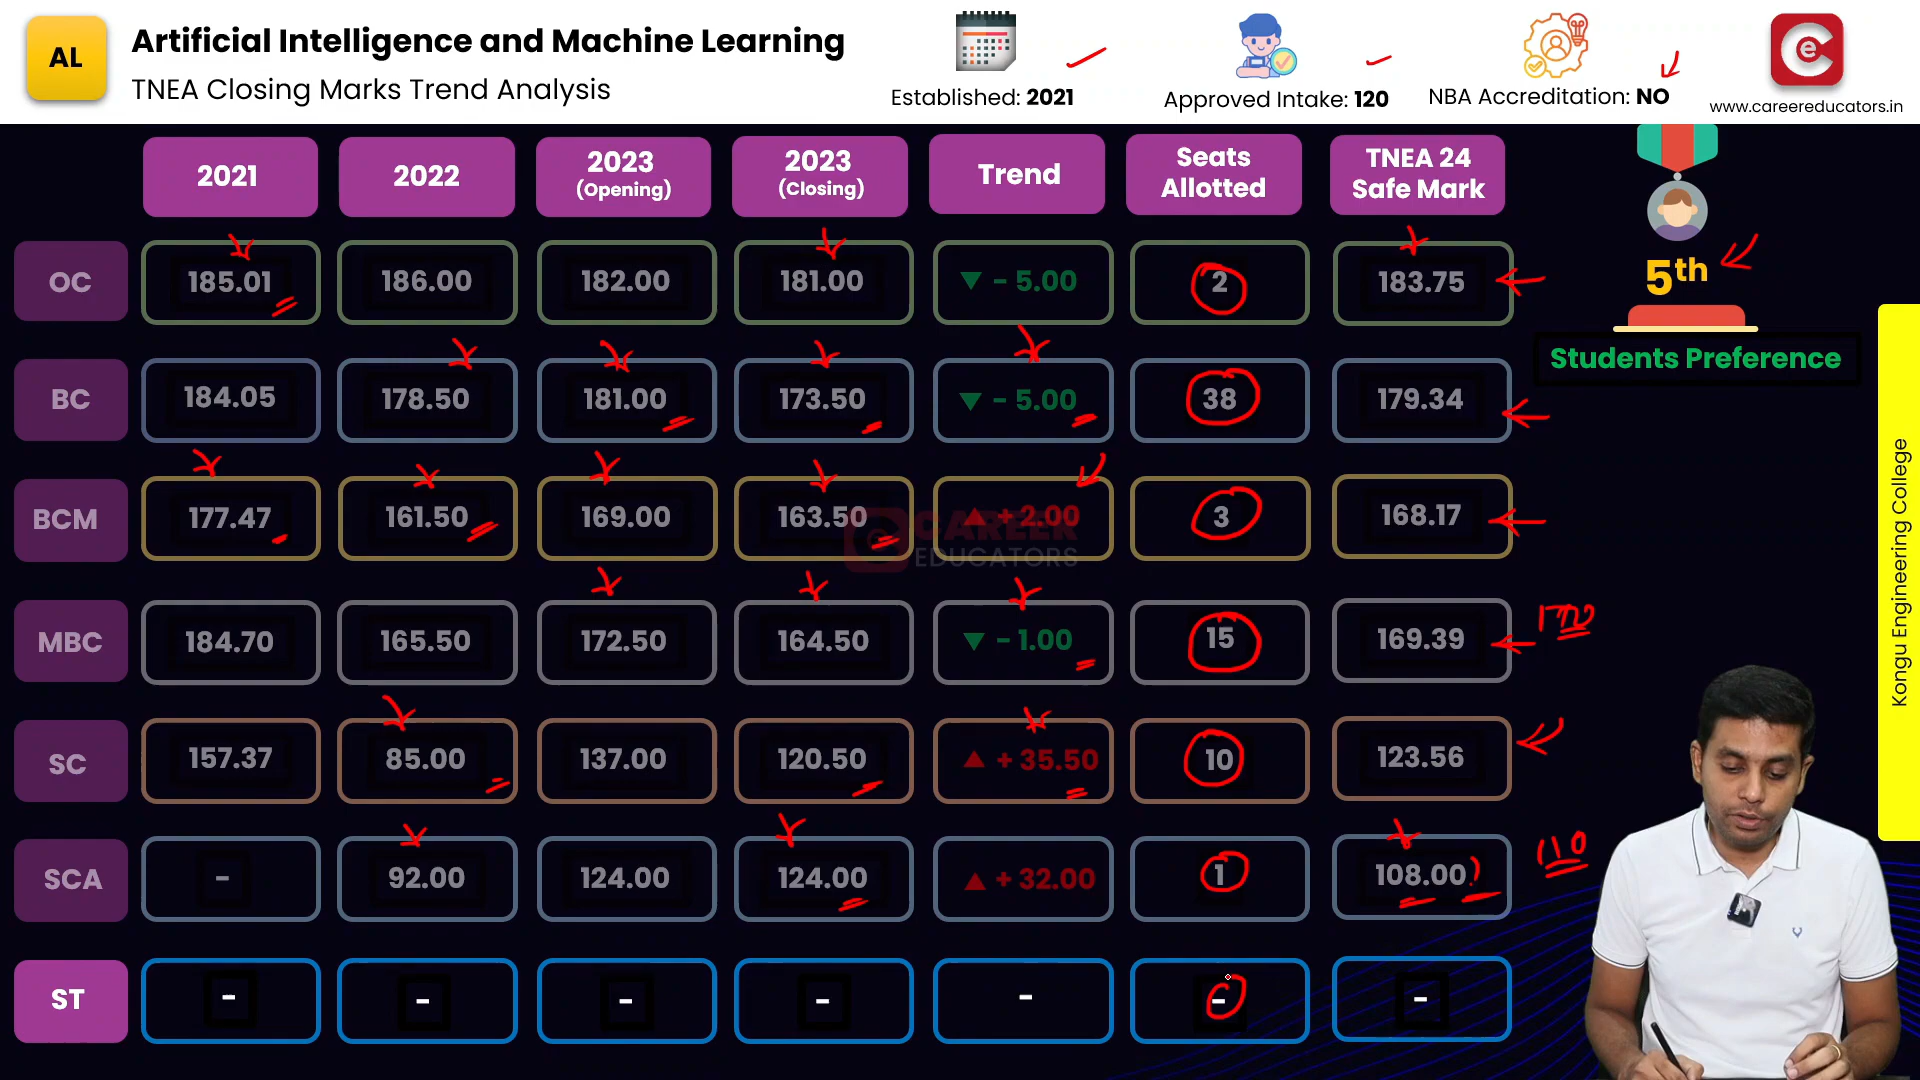 AL
Artificial Intelligence and Machine Learning
TNEA Closing Marks Trend Analysis
Established: 2021
Approved Intake: 120
NBA Accreditation: NO
www.careereducators.in
2021
2022
2023
(Opening)
2023
(Closing)
Trend
Seats
Allotted
TNEA 24
Safe Mark
OC
185.01
186.00
182.00
181.00
▼ - 5.00
2
183.75
5th
Students Preference
BC
184.05
178.50
181.00
173.50
▼ - 5.00
38
179.34
BCM
177.47
161.50
169.00
163.50
▲ +2.00
3
168.17
CAREER
EDUCATORS
MBC
184.70
165.50
172.50
164.50
▼ - 1.00
15
169.39
170
SC
157.37
85.00
137.00
120.50
▲ + 35.50
10
123.56
SCA
-
92.00
124.00
124.00
▲ + 32.00
1
108.00
110
ST
-
-
-
-
-
-
-
Kongu Engineering College